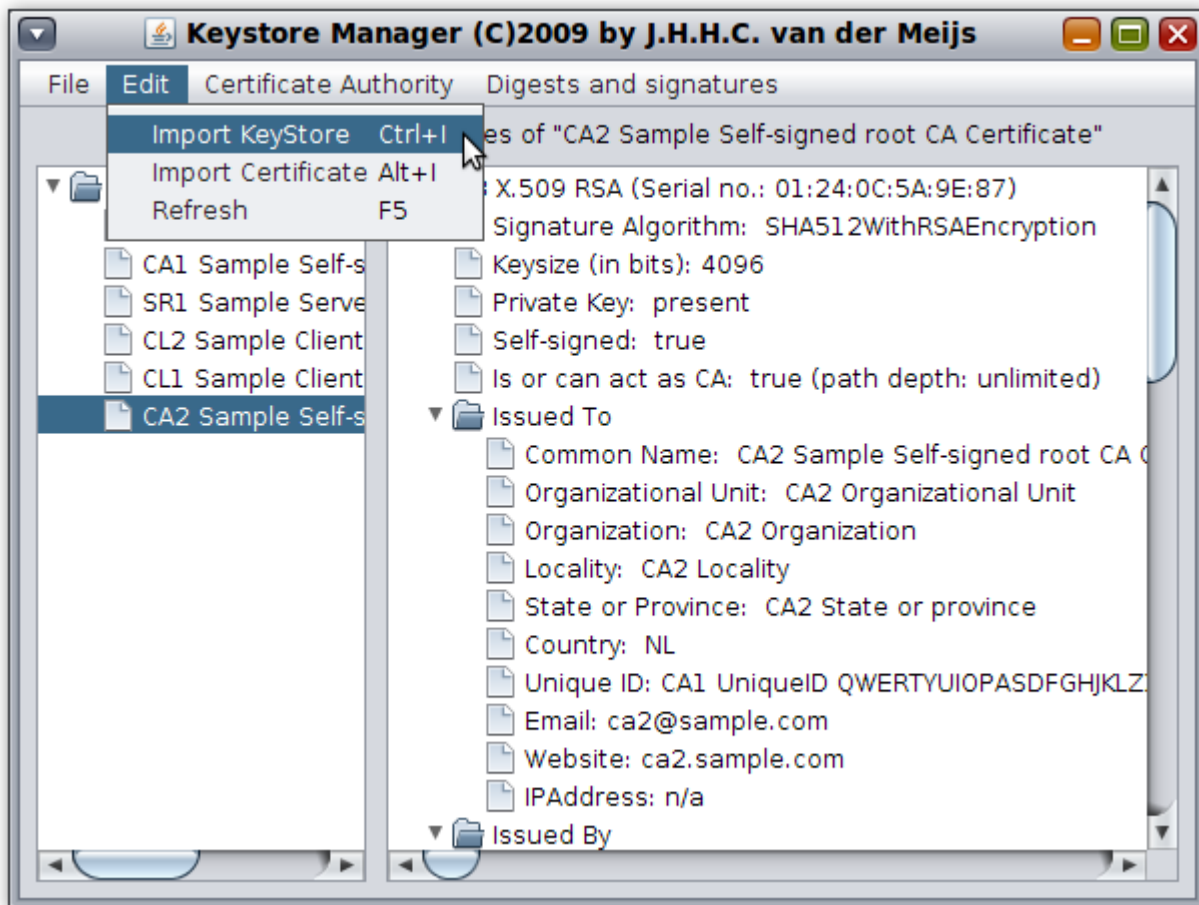 Keystore Manager (C)2009 by J.H.H.C. van der Meijs
File Edit Certificate Authority Digests and signatures
Import KeyStore Ctrl+I
Import Certificate Alt+I
Refresh F5
es of "CA2 Sample Self-signed root CA Certificate"
CA1 Sample Self-s
SR1 Sample Serve
CL2 Sample Client
CL1 Sample Client
CA2 Sample Self-s
X.509 RSA (Serial no.: 01:24:0C:5A:9E:87)
Signature Algorithm: SHA512WithRSAEncryption
Keysize (in bits): 4096
Private Key: present
Self-signed: true
Is or can act as CA: true (path depth: unlimited)
Issued To
Common Name: CA2 Sample Self-signed root CA
Organizational Unit: CA2 Organizational Unit
Organization: CA2 Organization
Locality: CA2 Locality
State or Province: CA2 State or province
Country: NL
Unique ID: CA1 UniqueID QWERTYUIOPASDFGHJKLZ
Email: ca2@sample.com
Website: ca2.sample.com
IPAddress: n/a
Issued By